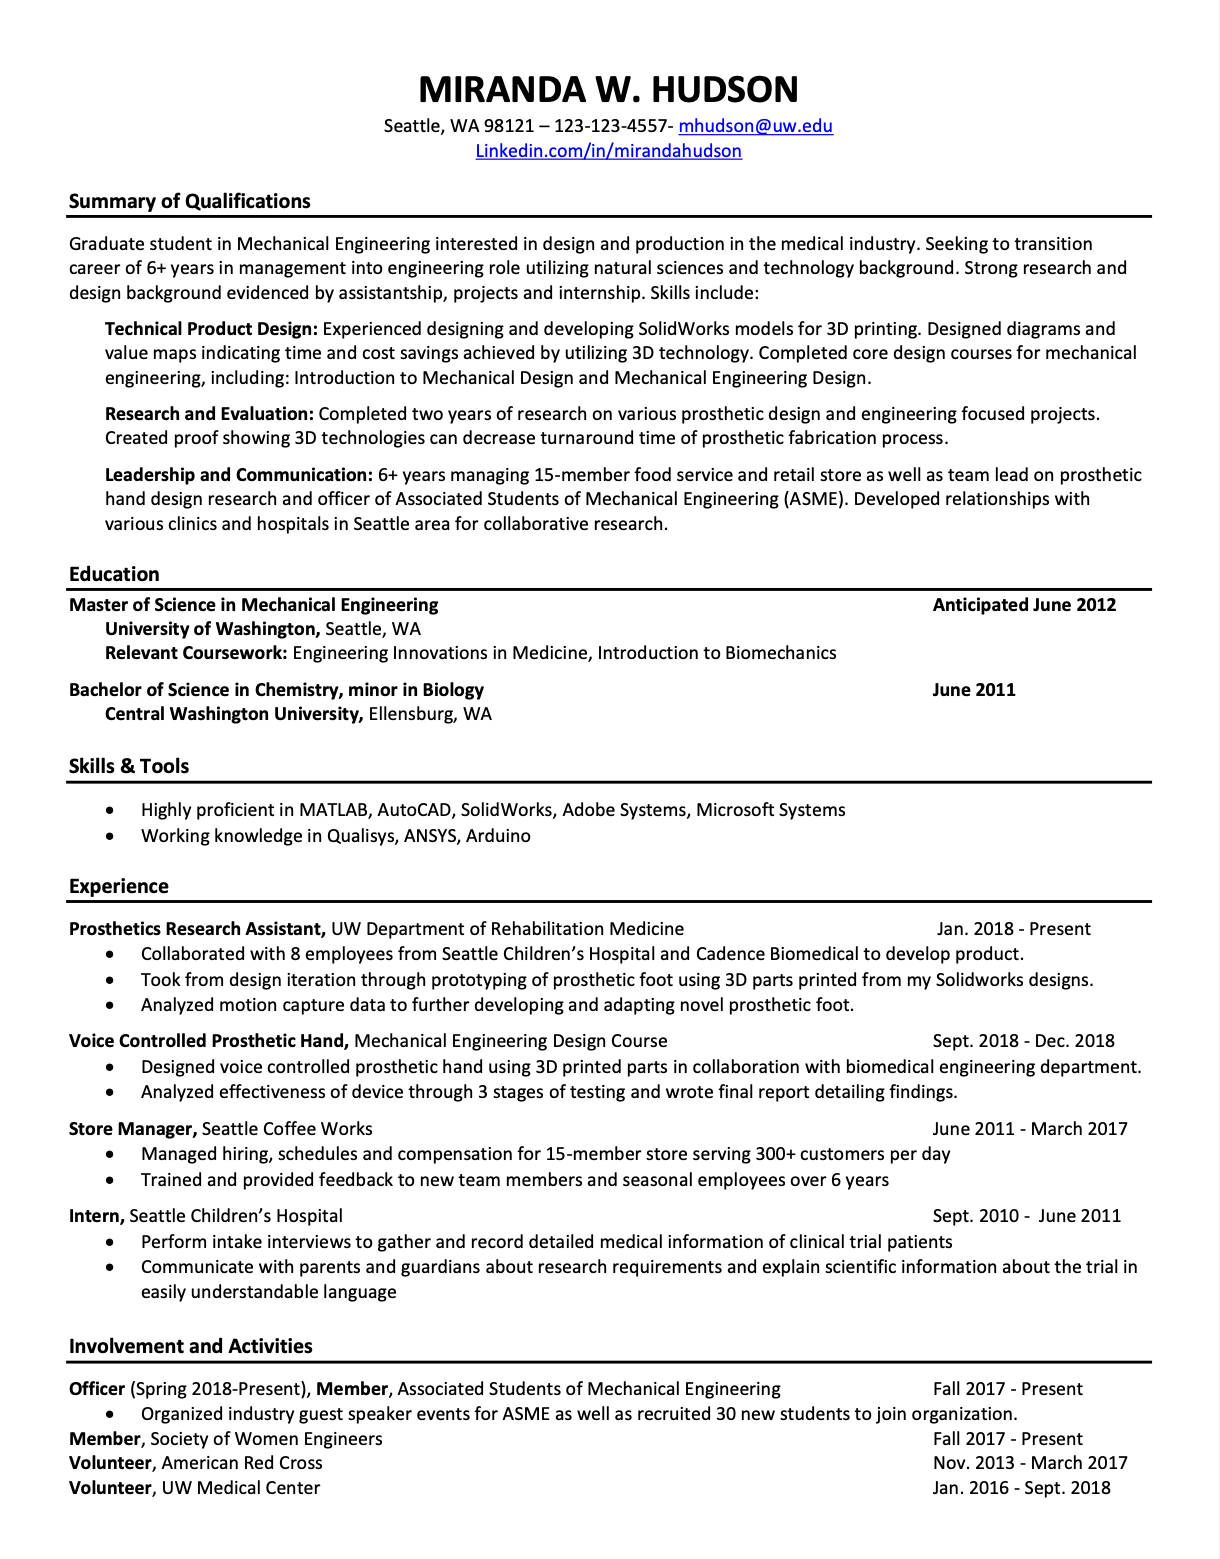 MIRANDA W. HUDSON
Seattle, WA 98121 – 123-123-4557- mhudson@uw.edu
Linkedin.com/in/mirandahudson
Summary of Qualifications
Graduate student in Mechanical Engineering interested in design and production in the medical industry. Seeking to transition
career of 6+ years in management into engineering role utilizing natural sciences and technology background. Strong research and
design background evidenced by assistantship, projects and internship. Skills include:
Technical Product Design: Experienced designing and developing SolidWorks models for 3D printing. Designed diagrams and
value maps indicating time and cost savings achieved by utilizing 3D technology. Completed core design courses for mechanical
engineering, including: Introduction to Mechanical Design and Mechanical Engineering Design.
Research and Evaluation: Completed two years of research on various prosthetic design and engineering focused projects.
Created proof showing 3D technologies can decrease turnaround time of prosthetic fabrication process.
Leadership and Communication: 6+ years managing 15-member food service and retail store as well as team lead on prosthetic
hand design research and officer of Associated Students of Mechanical Engineering (ASME). Developed relationships with
various clinics and hospitals in Seattle area for collaborative research.
Education
Master of Science in Mechanical Engineering Anticipated June 2012
University of Washington, Seattle, WA
Relevant Coursework: Engineering Innovations in Medicine, Introduction to Biomechanics
Bachelor of Science in Chemistry, minor in Biology June 2011
Central Washington University, Ellensburg, WA
Skills & Tools
• Highly proficient in MATLAB, AutoCAD, SolidWorks, Adobe Systems, Microsoft Systems
• Working knowledge in Qualisys, ANSYS, Arduino
Experience
Prosthetics Research Assistant, UW Department of Rehabilitation Medicine Jan. 2018 - Present
• Collaborated with 8 employees from Seattle Children's Hospital and Cadence Biomedical to develop product.
• Took from design iteration through prototyping of prosthetic foot using 3D parts printed from my Solidworks designs.
• Analyzed motion capture data to further developing and adapting novel prosthetic foot.
Voice Controlled Prosthetic Hand, Mechanical Engineering Design Course Sept. 2018 - Dec. 2018
• Designed voice controlled prosthetic hand using 3D printed parts in collaboration with biomedical engineering department.
• Analyzed effectiveness of device through 3 stages of testing and wrote final report detailing findings.
Store Manager, Seattle Coffee Works June 2011 - March 2017
• Managed hiring, schedules and compensation for 15-member store serving 300+ customers per day
• Trained and provided feedback to new team members and seasonal employees over 6 years
Intern, Seattle Children's Hospital Sept. 2010 - June 2011
• Perform intake interviews to gather and record detailed medical information of clinical trial patients
• Communicate with parents and guardians about research requirements and explain scientific information about the trial in
easily understandable language
Involvement and Activities
Officer (Spring 2018-Present), Member, Associated Students of Mechanical Engineering Fall 2017 - Present
• Organized industry guest speaker events for ASME as well as recruited 30 new students to join organization.
Member, Society of Women Engineers Fall 2017 - Present
Volunteer, American Red Cross Nov. 2013 - March 2017
Volunteer, UW Medical Center Jan. 2016 - Sept. 2018